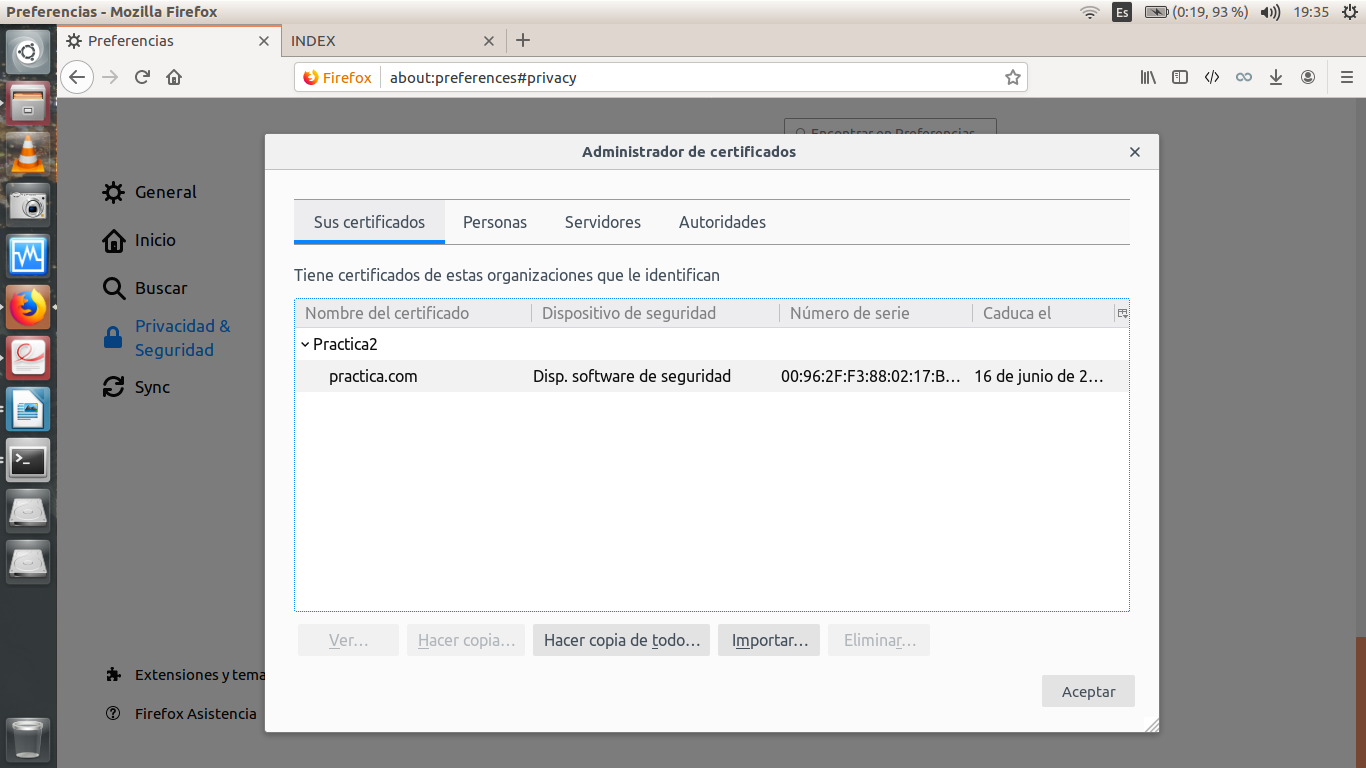 Preferencias - Mozilla Firefox
Es
(0:19, 93 %)
19:35
Preferencias
INDEX
Firefox
about:preferences#privacy
Encontrar en Preferencias
Administrador de certificados
General
Inicio
Buscar
Privacidad &
Seguridad
Sync
Extensiones y tema
Firefox Asistencia
Sus certificados
Personas
Servidores
Autoridades
Tiene certificados de estas organizaciones que le identifican
Nombre del certificado
Dispositivo de seguridad
Número de serie
Caduca el
Practica2
practica.com
Disp. software de seguridad
00:96:2F:F3:88:02:17:B…
16 de junio de 2…
Ver…
Hacer copia…
Hacer copia de todo…
Importar…
Eliminar…
Aceptar